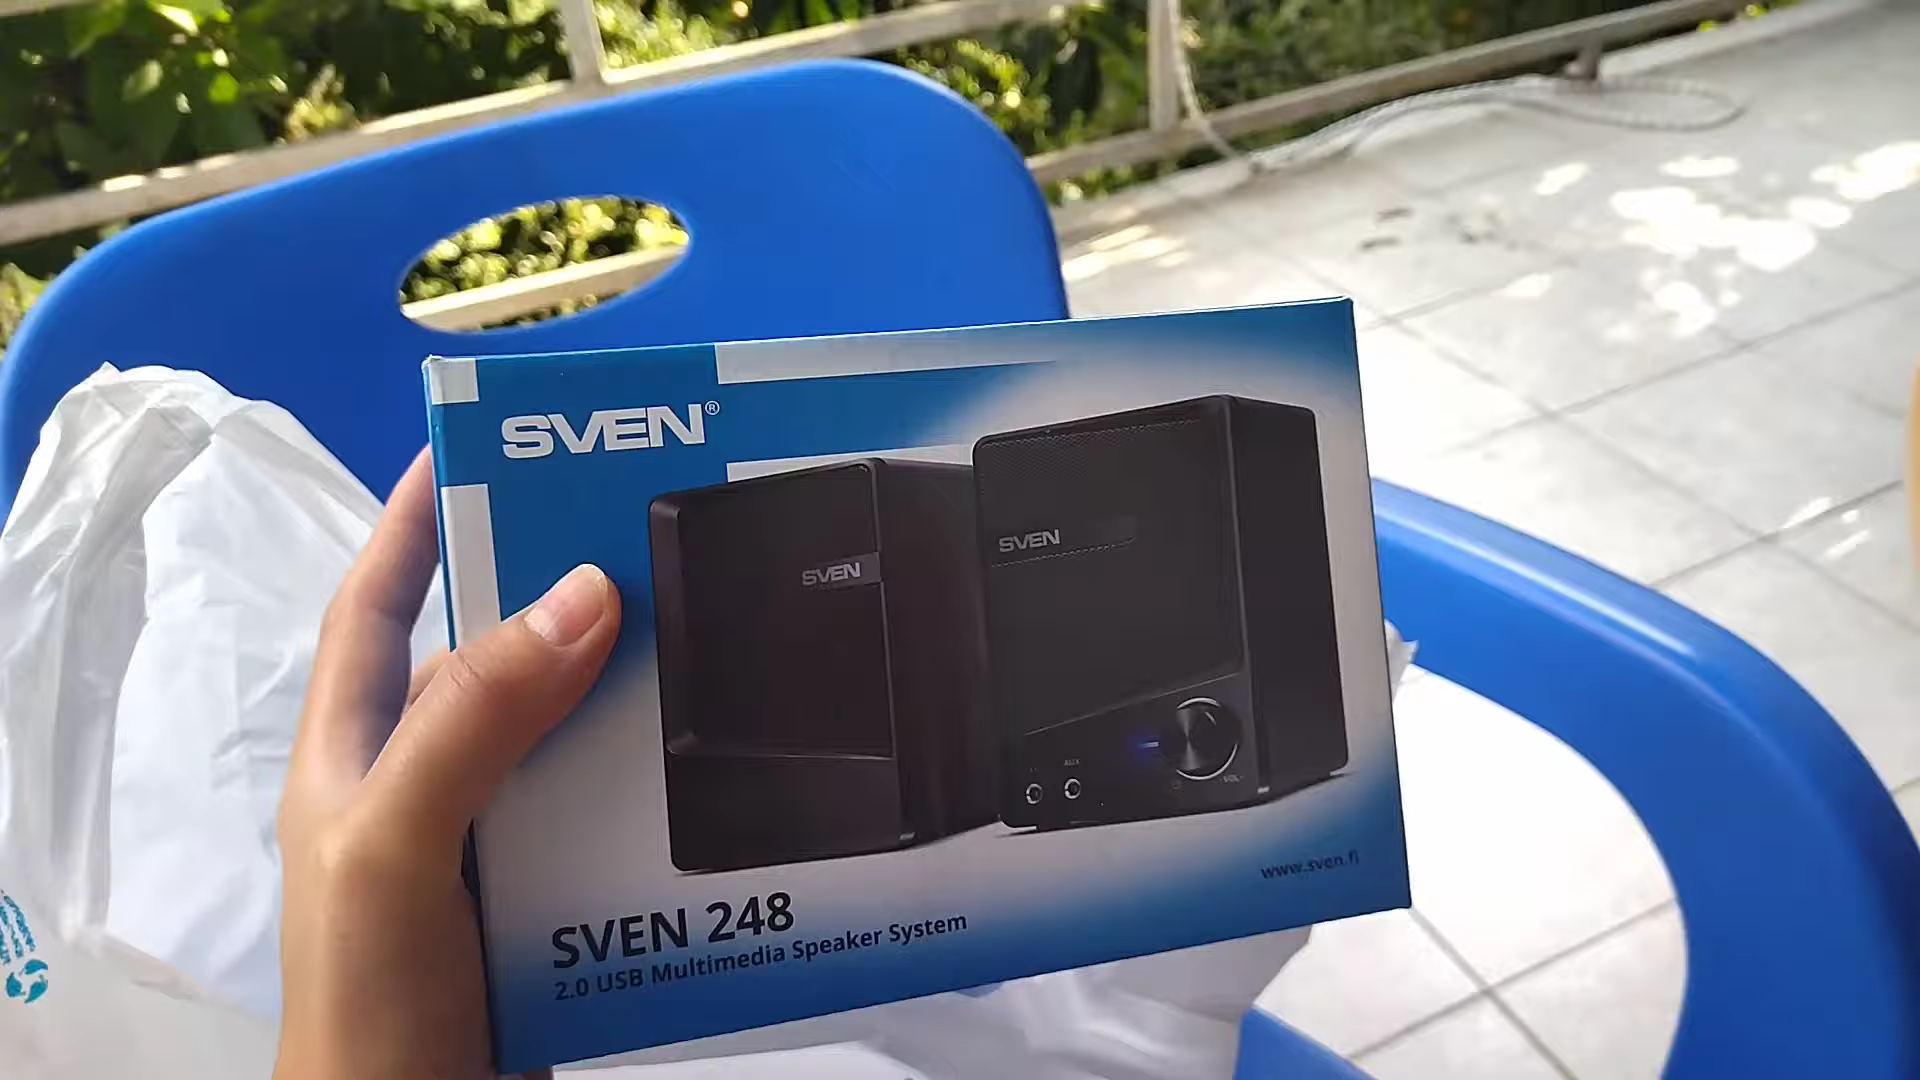 SVEN®
SVEN
SVEN
AUX
VOL
www.sven.fi
SVEN 248
2.0 USB Multimedia Speaker System